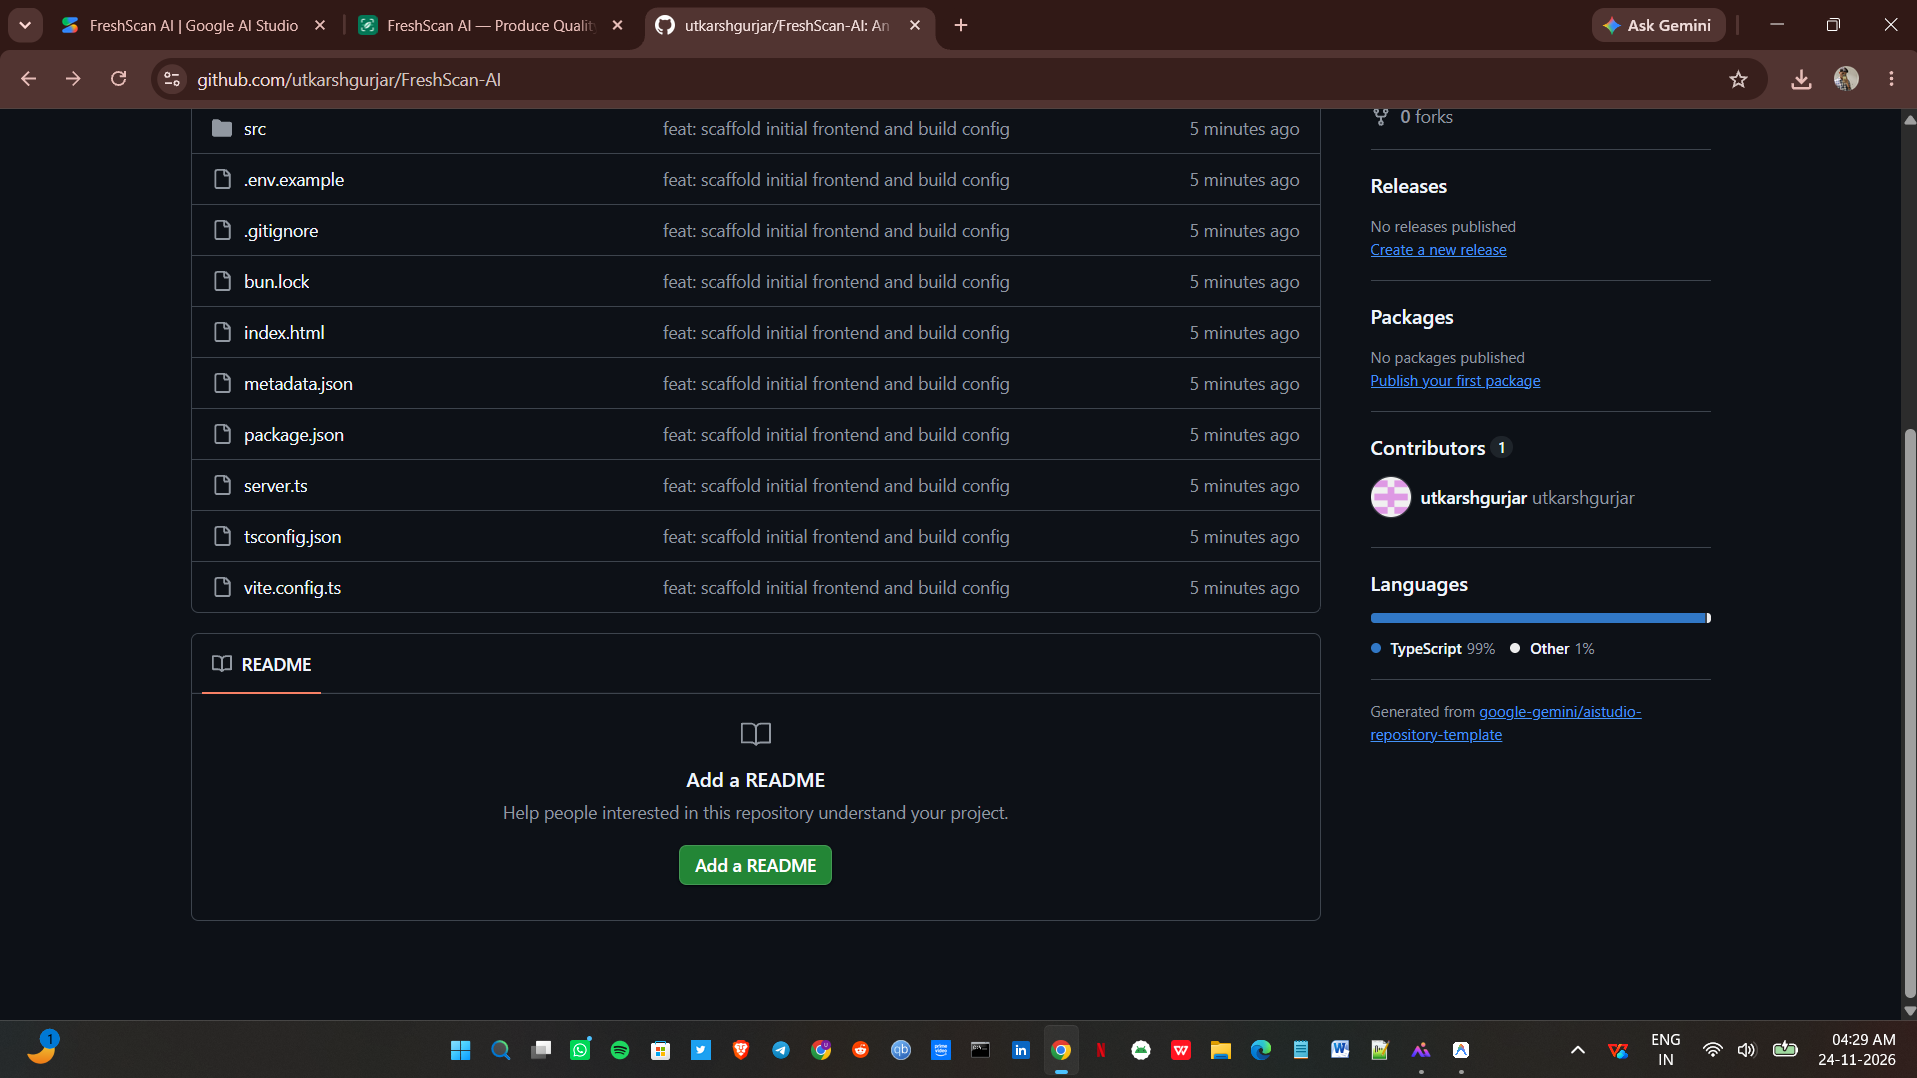 FreshScan AI | Google AI Studio
FreshScan AI — Produce Quality
utkarshgurjar/FreshScan-AI: An
Ask Gemini
github.com/utkarshgurjar/FreshScan-AI
src feat: scaffold initial frontend and build config 5 minutes ago
.env.example feat: scaffold initial frontend and build config 5 minutes ago
.gitignore feat: scaffold initial frontend and build config 5 minutes ago
bun.lock feat: scaffold initial frontend and build config 5 minutes ago
index.html feat: scaffold initial frontend and build config 5 minutes ago
metadata.json feat: scaffold initial frontend and build config 5 minutes ago
package.json feat: scaffold initial frontend and build config 5 minutes ago
server.ts feat: scaffold initial frontend and build config 5 minutes ago
tsconfig.json feat: scaffold initial frontend and build config 5 minutes ago
vite.config.ts feat: scaffold initial frontend and build config 5 minutes ago
README
Add a README
Help people interested in this repository understand your project.
Add a README
0 forks
Releases
No releases published
Create a new release
Packages
No packages published
Publish your first package
Contributors 1
utkarshgurjar utkarshgurjar
Languages
TypeScript 99% Other 1%
Generated from google-gemini/aistudio-
repository-template
1
ENG
IN
04:29 AM
24-11-2026